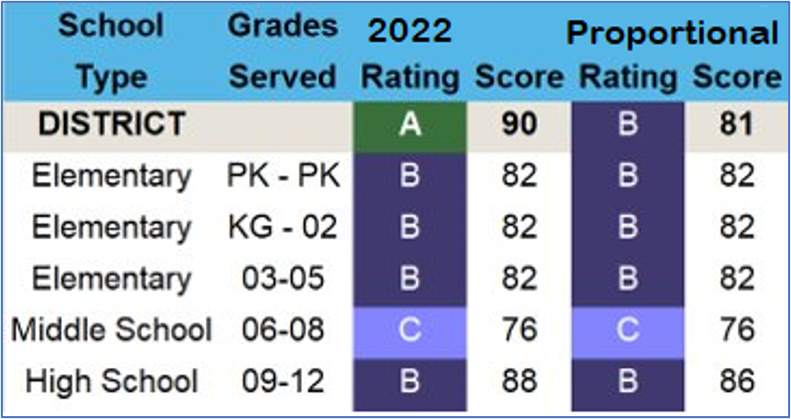 School Grades 2022 Proportional
Type Served Rating Score Rating Score
DISTRICT A 90 B 81
Elementary PK - PK B 82 B 82
Elementary KG - 02 B 82 B 82
Elementary 03-05 B 82 B 82
Middle School 06-08 C 76 C 76
High School 09-12 B 88 B 86